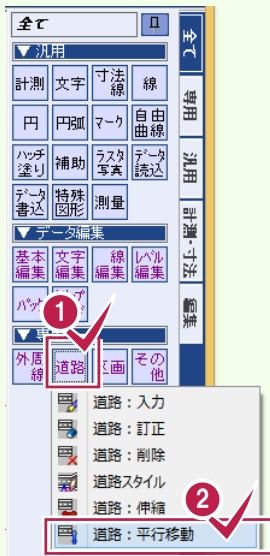 全て
▼ 汎用
計測 文字 寸法線 線
円 円弧 マーク 自由曲線
ハッチ塗り 補助 ラスタ写真 データ読込
データ書込 特殊図形 測量
▼ データ編集
基本編集 文字編集 線編集 レベル編集
▼ 専
外周線 道路 区画 その他
1
道路：入力
道路：訂正
道路：削除
道路スタイル
道路：伸縮
2
道路：平行移動
全て
専用
汎用
計測・寸法
編集